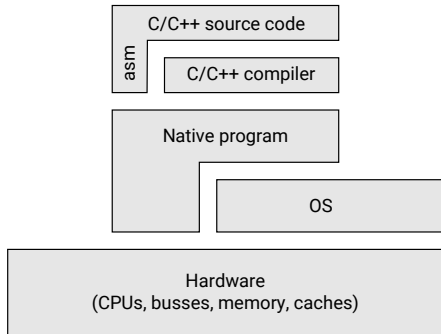 C/C++ source code
asm
C/C++ compiler
Native program
OS
Hardware
(CPUs, busses, memory, caches)